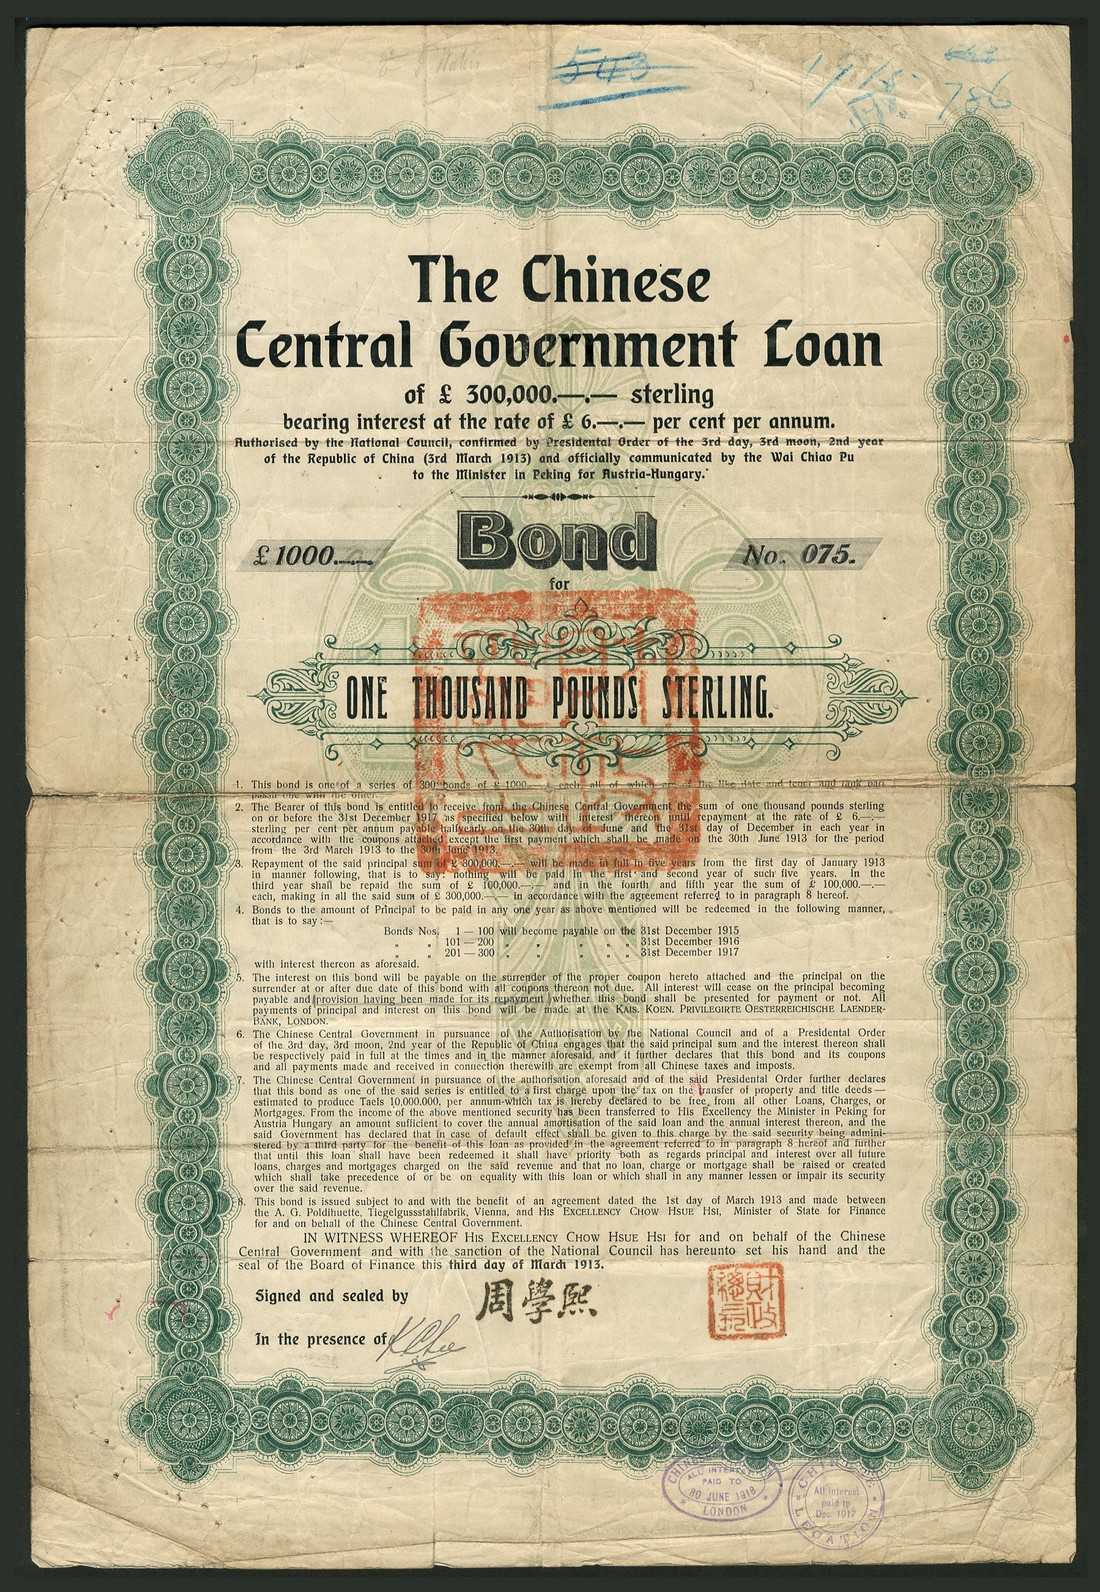 543
786
The Chinese
Central Government Loan
of £ 300,000.—.— sterling
bearing interest at the rate of £ 6.—.— per cent per annum.
Authorised by the National Council, confirmed by Presidential Order of the 3rd day, 3rd moon, 2nd year
of the Republic of China (3rd March 1913) and officially communicated by the Wai Chiao Pu
to the Minister in Peking for Austria-Hungary.
Bond
£ 1000.—.—
No. 075.
for
ONE THOUSAND POUNDS STERLING.
1. This bond is one of a series of 300 bonds of £ 1000.— each all of which are of the like date and tenor and rank pari
passu one with the other.
2. The Bearer of this bond is entitled to receive from the Chinese Central Government the sum of one thousand pounds sterling
on or before the 31st December 1917 as specified below with interest thereon until repayment at the rate of £ 6.—.—
sterling per cent per annum payable halfyearly on the 30th day of June and the 31st day of December in each year in
accordance with the coupons attached except the first payment which shall be made on the 30th June 1913 for the period
from the 3rd March 1913 to the 30th June 1913.
3. Repayment of the said principal sum of £ 300,000.—.— will be made in full in five years from the first day of January 1913
in manner following, that is to say: nothing will be paid in the first and second year of such five years. In the
third year shall be repaid the sum of £ 100,000.—.— and in the fourth and fifth year the sum of £ 100.000.—.—
each, making in all the said sum of £ 300,000.—.— in accordance with the agreement referred to in paragraph 8 hereof.
4. Bonds to the amount of Principal to be paid in any one year as above mentioned will be redeemed in the following manner,
that is to say:—
Bonds Nos. 1—100 will become payable on the 31st December 1915
" " 101—200 " " " " " 31st December 1916
" " 201—300 " " " " " 31st December 1917
with interest thereon as aforesaid.
5. The interest on this bond will be payable on the surrender of the proper coupon hereto attached and the principal on the
surrender at or after due date of this bond with all coupons thereon not due. All interest will cease on the principal becoming
payable and provision having been made for its repayment whether this bond shall be presented for payment or not. All
payments of principal and interest on this bond will be made at the KAIS. KOEN. PRIVILEGIRTE OESTERREICHISCHE LAENDER-
BANK, LONDON.
6. The Chinese Central Government in pursuance of the Authorisation by the National Council and of a Presidential Order
of the 3rd day, 3rd moon, 2nd year of the Republic of China engages that the said principal sum and the interest thereon shall
be respectively paid in full at the times and in the manner aforesaid, and it further declares that this bond and its coupons
and all payments made and received in connection therewith are exempt from all Chinese taxes and imposts.
7. The Chinese Central Government in pursuance of the authorisation aforesaid and of the said Presidential Order further declares
that this bond as one of the said series is entitled to a first charge upon the tax on the transfer of property and title deeds—
estimated to produce Taels 10,000.000, per annum-which tax is hereby declared to be free from all other Loans, Charges, or
Mortgages. From the income of the above mentioned security has been transferred to His Excellency the Minister in Peking for
Austria Hungary an amount sufficient to cover the annual amortisation of the said loan and the annual interest thereon, and the
said Government has declared that in case of default effect shall be given to this charge by the said security being admini-
stered by a third party for the benefit of this loan as provided in the agreement referred to in paragraph 8 hereof and further
that until this loan shall have been redeemed it shall have priority both as regards principal and interest over all future
loans, charges and mortgages charged on the said revenue and that no loan, charge or mortgage shall be raised or created
which shall take precedence of or be on equality with this loan or which shall in any manner lessen or impair its security
over the said revenue.
8. This bond is issued subject to and with the benefit of an agreement dated the 1st day of March 1913 and made between
the A. G. Poldihuette, Tiegelgussstahlfabrik, Vienna, and HIS EXCELLENCY CHOW HSUE HSI, Minister of State for Finance
for and on behalf of the Chinese Central Government.
IN WITNESS WHEREOF HIS EXCELLENCY CHOW HSUE HSI for and on behalf of the Chinese
Central Government and with the sanction of the National Council has hereunto set his hand and the
seal of the Board of Finance this third day of March 1913.
Signed and sealed by 周學熙
財政總長
In the presence of
ALL INTEREST
PAID TO
30 JUNE 1918
LONDON
CHINESE LEGATION
All Interest
paid to
Dec. 1917